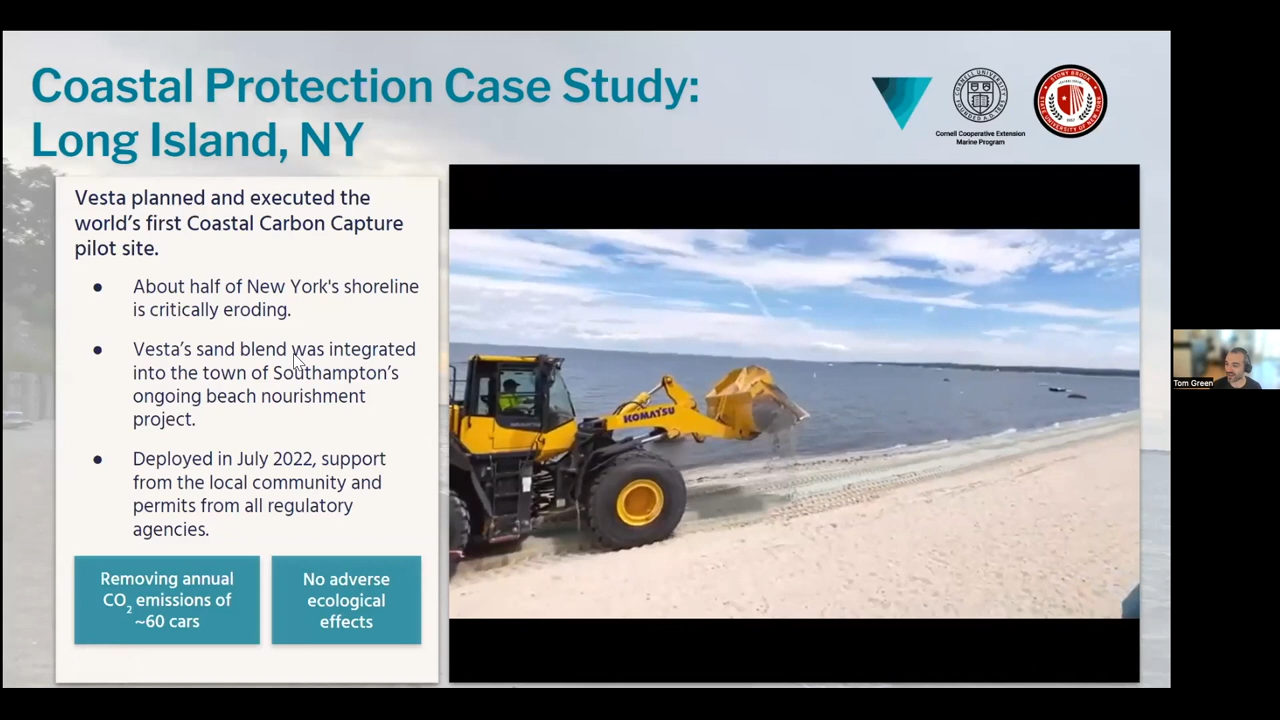 Coastal Protection Case Study:
Long Island, NY
Cornell Cooperative Extension
Marine Program
Vesta planned and executed the
world’s first Coastal Carbon Capture
pilot site.
● About half of New York's shoreline
is critically eroding.
● Vesta’s sand blend was integrated
into the town of Southampton’s
ongoing beach nourishment
project.
● Deployed in July 2022, support
from the local community and
permits from all regulatory
agencies.
Removing annual
CO2 emissions of
~60 cars
No adverse
ecological
effects
KOMATSU
Tom Green